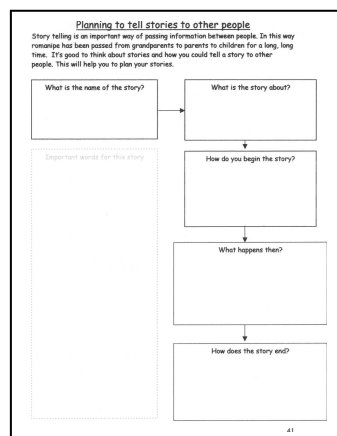 Planning to tell stories to other people
Story telling is an important way of passing information between people. In this way
romanipe has been passed from grandparents to parents to children for a long, long
time. It's good to think about stories and how you could tell a story to other
people. This will help you to plan your stories.
What is the name of the story?
What is the story about?
Important words for this story
How do you begin the story?
What happens then?
How does the story end?
41